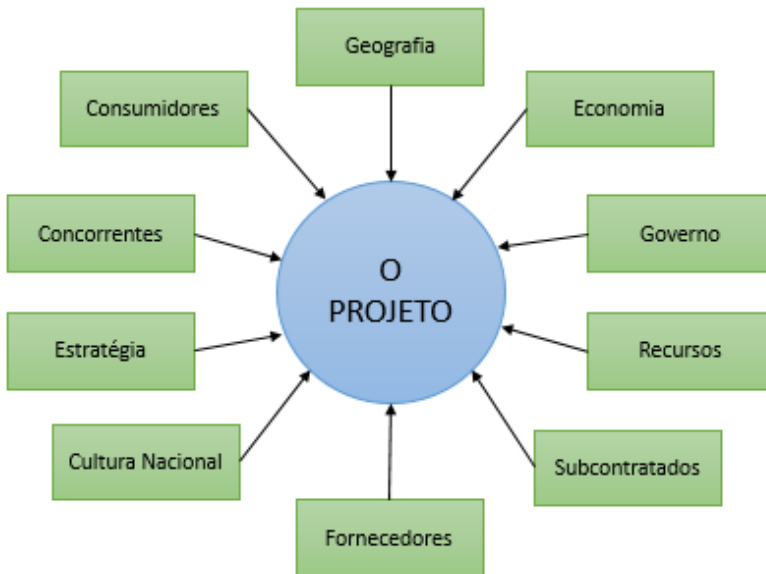 Geografia
Consumidores
Economia
Concorrentes
Governo
O
PROJETO
Estratégia
Recursos
Cultura Nacional
Subcontratados
Fornecedores